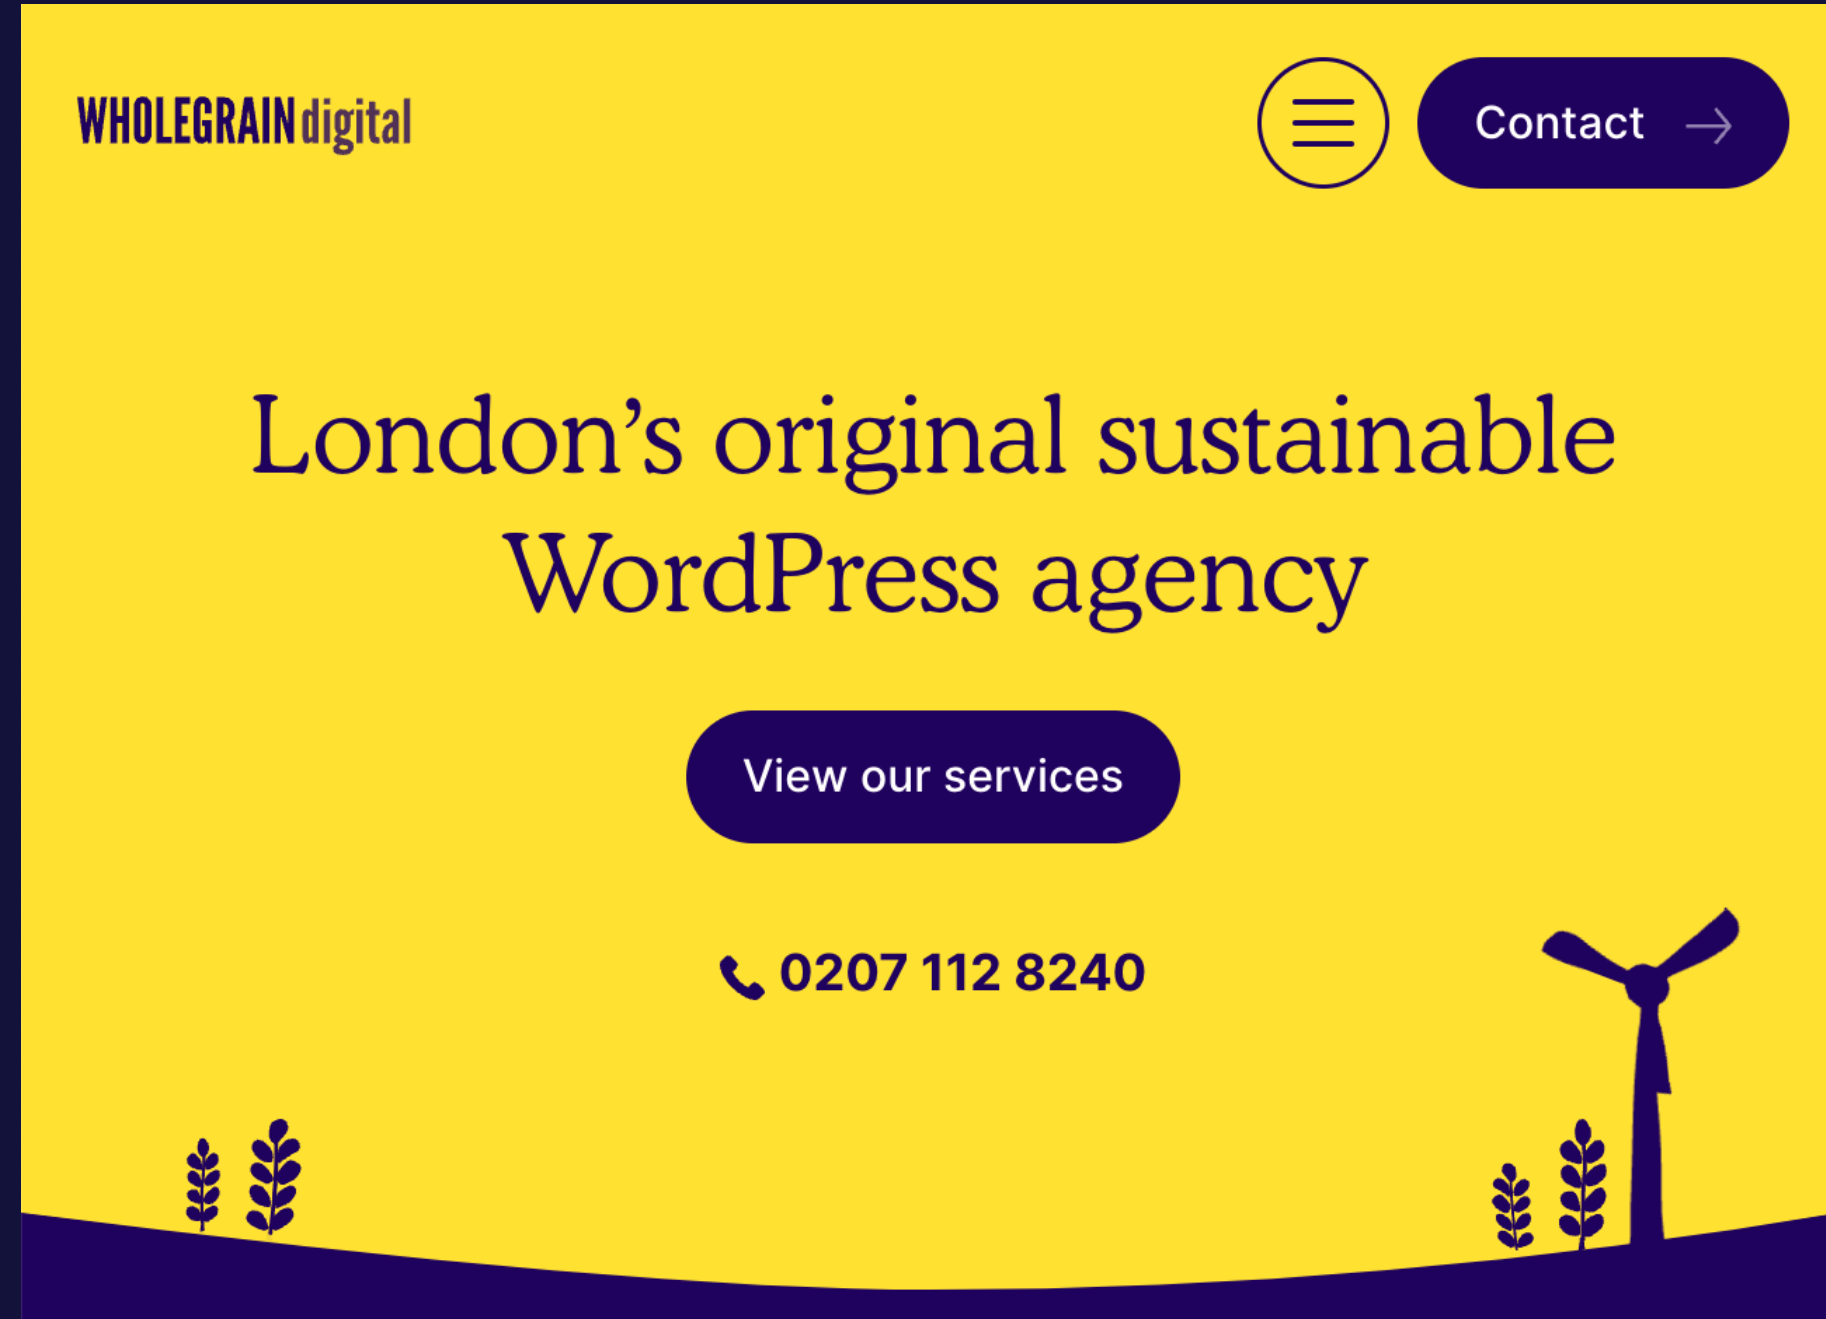 WHOLEGRAIN digital
Contact
London’s original sustainable
WordPress agency
View our services
0207 112 8240